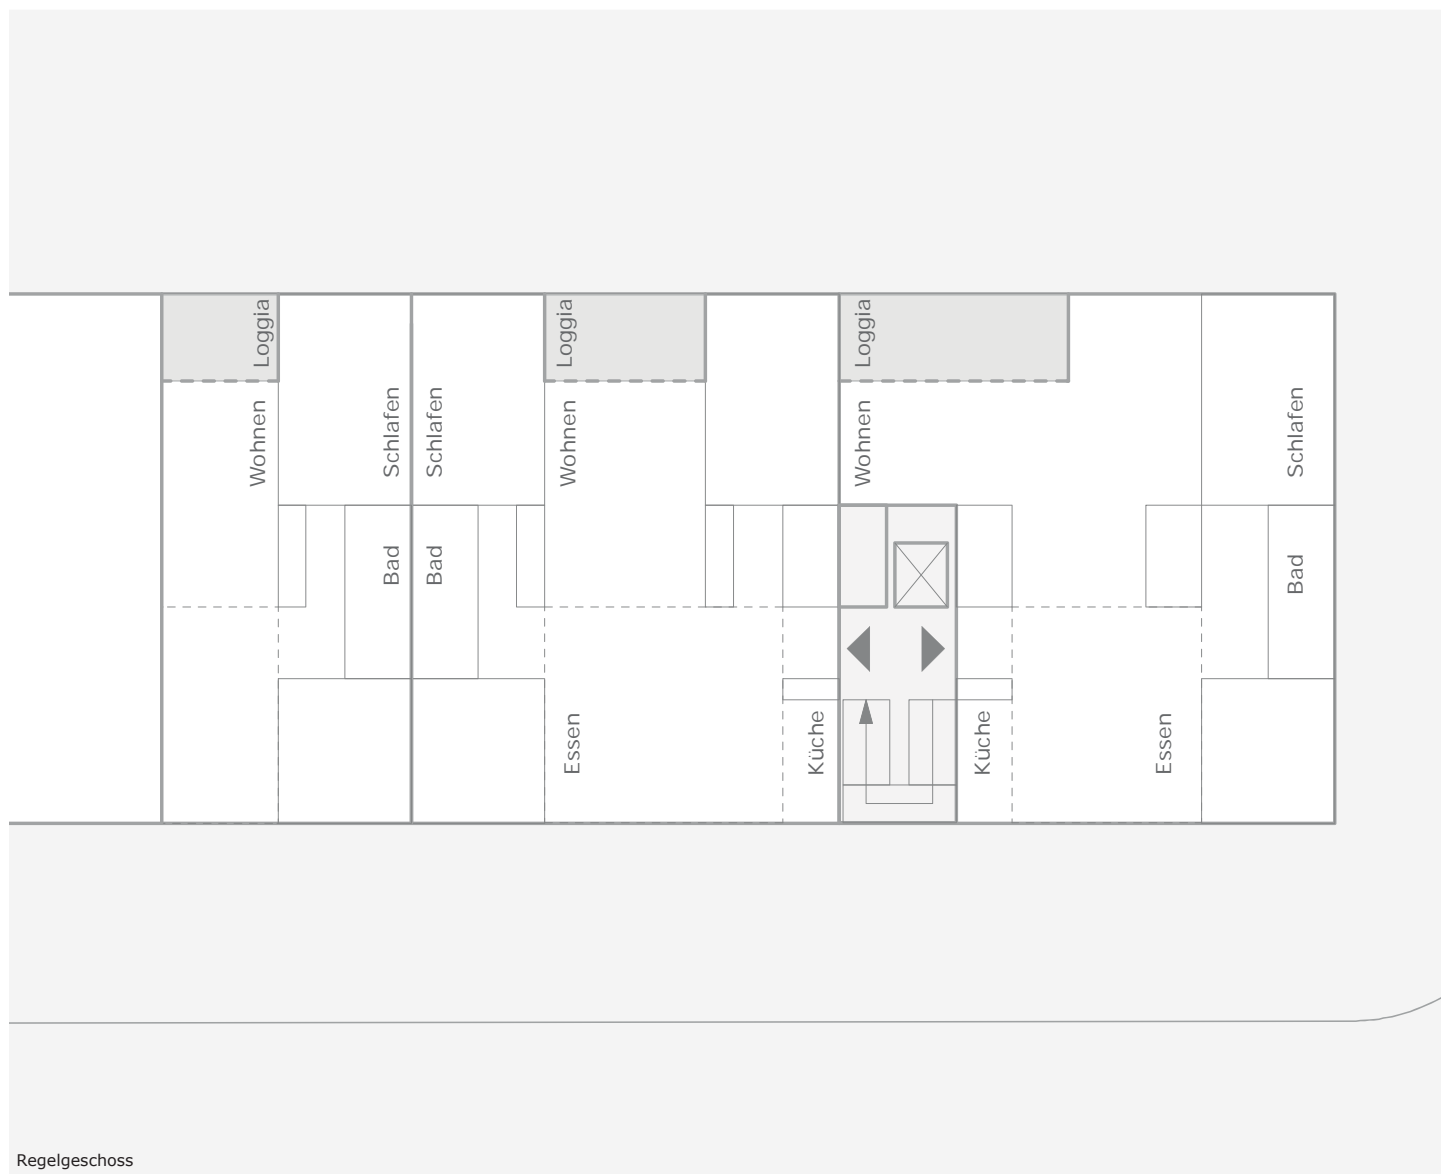 Loggia
Loggia
Loggia
Wohnen
Schlafen
Schlafen
Wohnen
Wohnen
Schlafen
Bad
Bad
Bad
Essen
Küche
Küche
Essen
Regelgeschoss